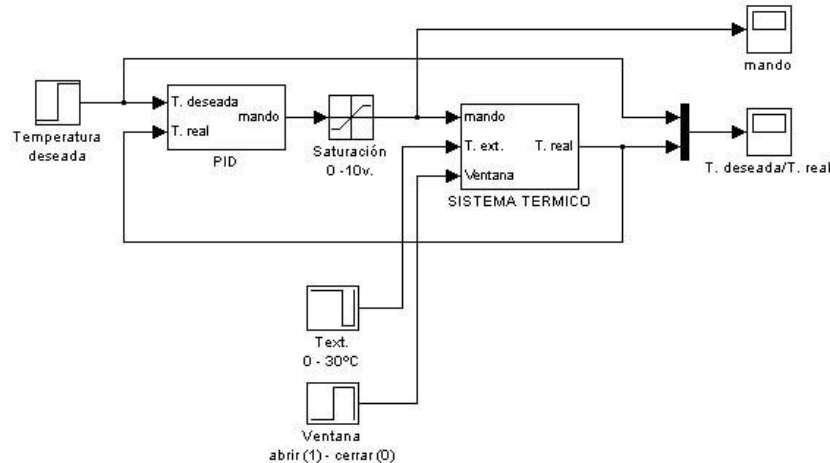 mando
T. deseada
T. real
mando
PID
Temperatura
deseada
Saturación
0 -10v.
mando
T. ext.
Ventana
T. real
SISTEMA TERMICO
T. deseada/T. real
Text.
0 - 30ºC
Ventana
abrir (1) - cerrar (0)